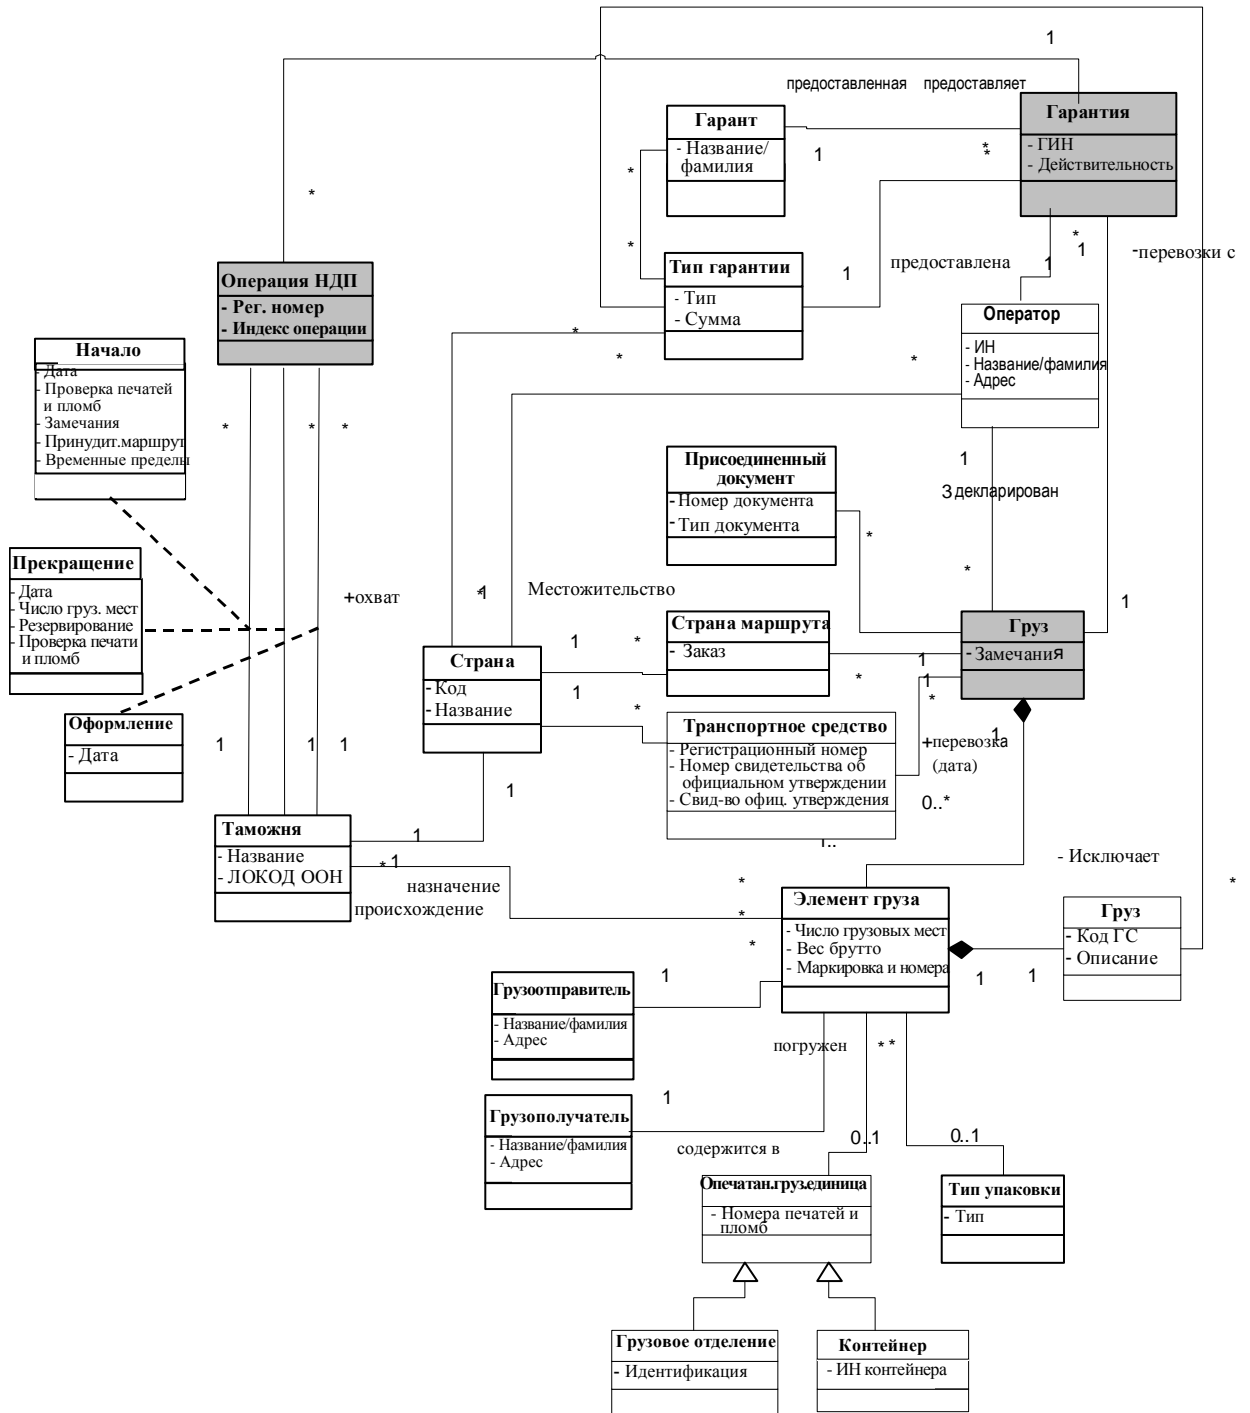 1
предоставленная предоставляет
Гарант
- Название/
фамилия
Гарантия
- ГИН
- Действительность
1
*
*
*
*
*
*
1
Тип гарантии
- Тип
- Сумма
предоставлена
1
*
1
-перевозки с
Операция НДП
- Рег. номер
- Индекс операции
Оператор
- ИН
- Название/фамилия
- Адрес
*
*
*
Начало
- Дата
- Проверка печатей
и пломб
- Замечания
- Принудит.маршрут
- Временные пределы
*
*
*
Присоединенный
документ
- Номер документа
- Тип документа
1
З декларирован
*
*
Прекращение
- Дата
- Число груз. мест
- Резервирование
- Проверка печати
и пломб
+охват
*
1
Местожительство
1
Страна маршрута
- Заказ
Груз
- Замечания
1
*
Страна
- Код
- Название
1
*
*
1
1
*
Оформление
- Дата
1
1
1
Транспортное средство
- Регистрационный номер
- Номер свидетельства об
официальном утверждении
- Свид-во офиц. утверждения
+перевозка
(дата)
1
1
0..*
1..
Таможня
- Название
- ЛОКОД ООН
1
*
1
назначение
происхождение
- Исключает
*
*
*
*
Элемент груза
- Число грузовых мест
- Вес брутто
- Маркировка и номера
Груз
- Код ГС
- Описание
1
1
Грузоотправитель
- Название/фамилия
- Адрес
1
погружен
*
*
Грузополучатель
- Название/фамилия
- Адрес
1
содержится в
0..1
0..1
Опечатан.груз.единица
- Номера печатей и
пломб
Тип упаковки
- Тип
Грузовое отделение
- Идентификация
Контейнер
- ИН контейнера